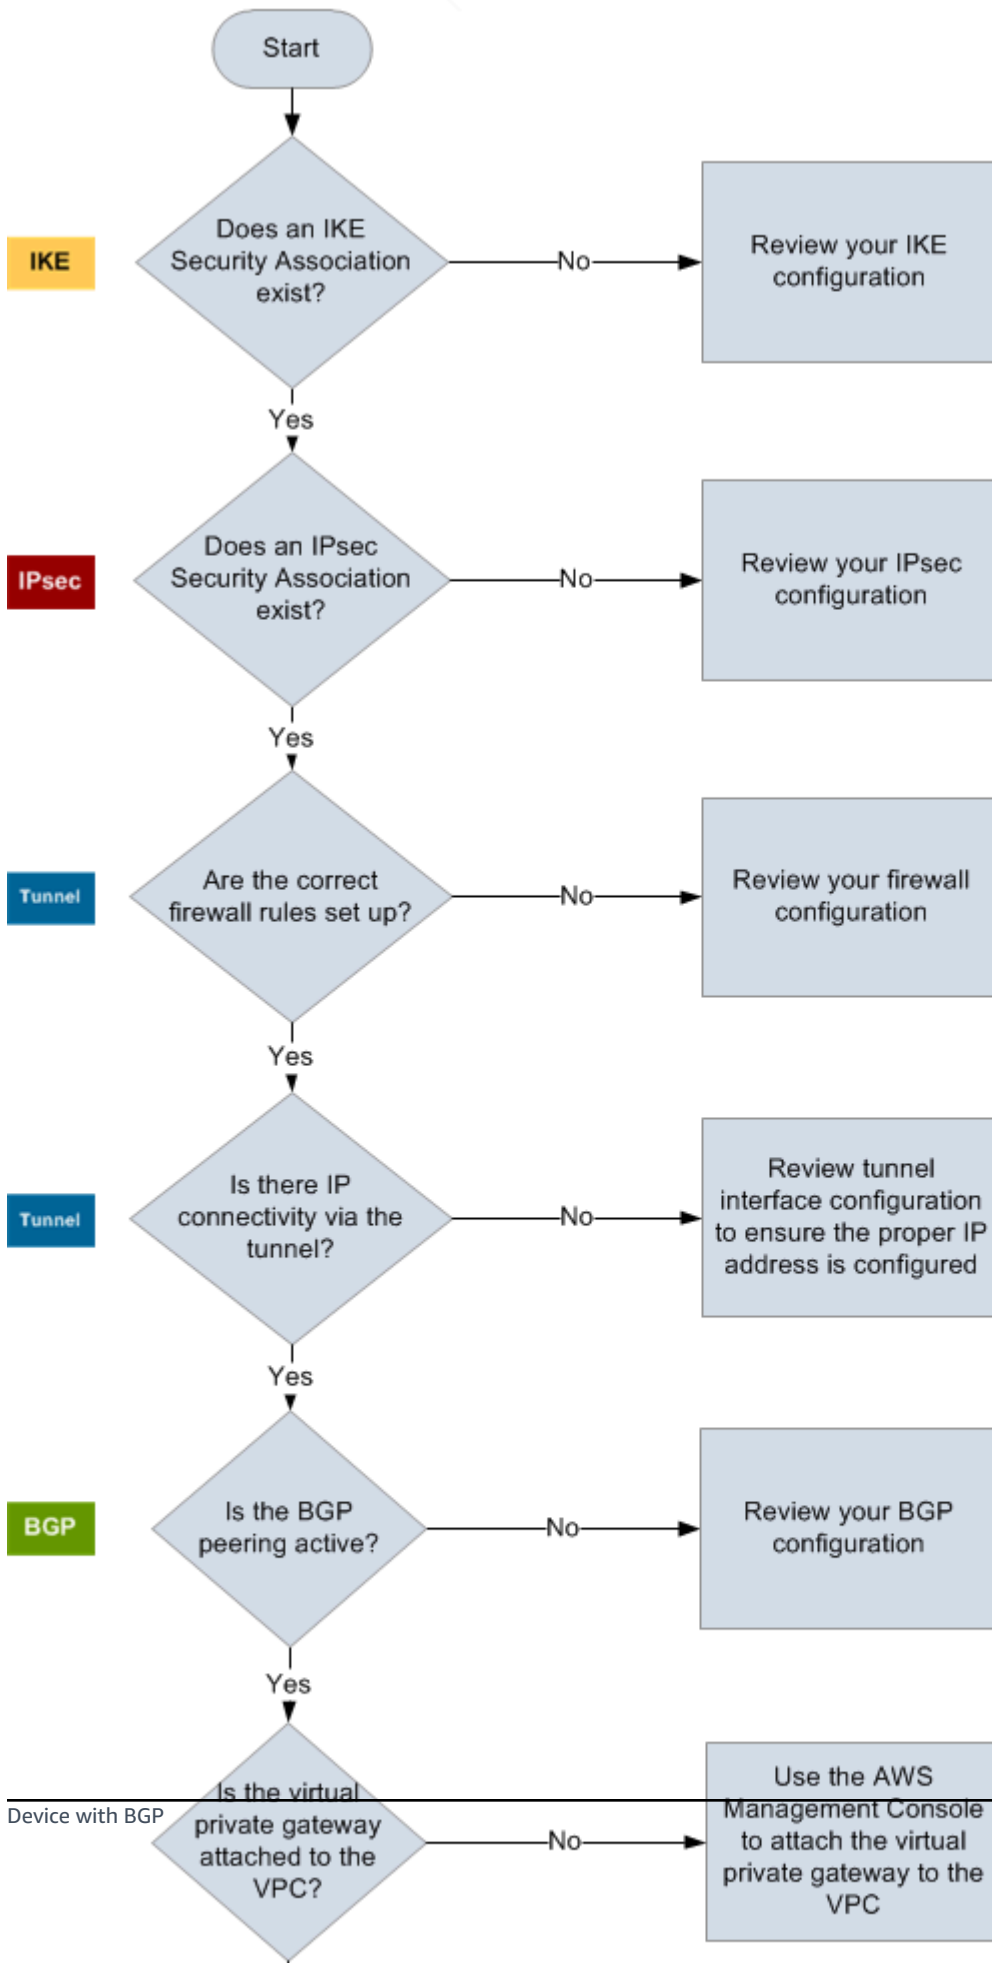 Start
IKE
Does an IKE
Security Association
exist?
No
Review your IKE
configuration
Yes
IPsec
Does an IPsec
Security Association
exist?
No
Review your IPsec
configuration
Yes
Tunnel
Are the correct
firewall rules set up?
No
Review your firewall
configuration
Yes
Tunnel
Is there IP
connectivity via the
tunnel?
No
Review tunnel
interface configuration
to ensure the proper IP
address is configured
Yes
BGP
Is the BGP
peering active?
No
Review your BGP
configuration
Yes
Is the virtual
private gateway
attached to the
VPC?
No
Use the AWS
Management Console
to attach the virtual
private gateway to the
VPC
Device with BGP